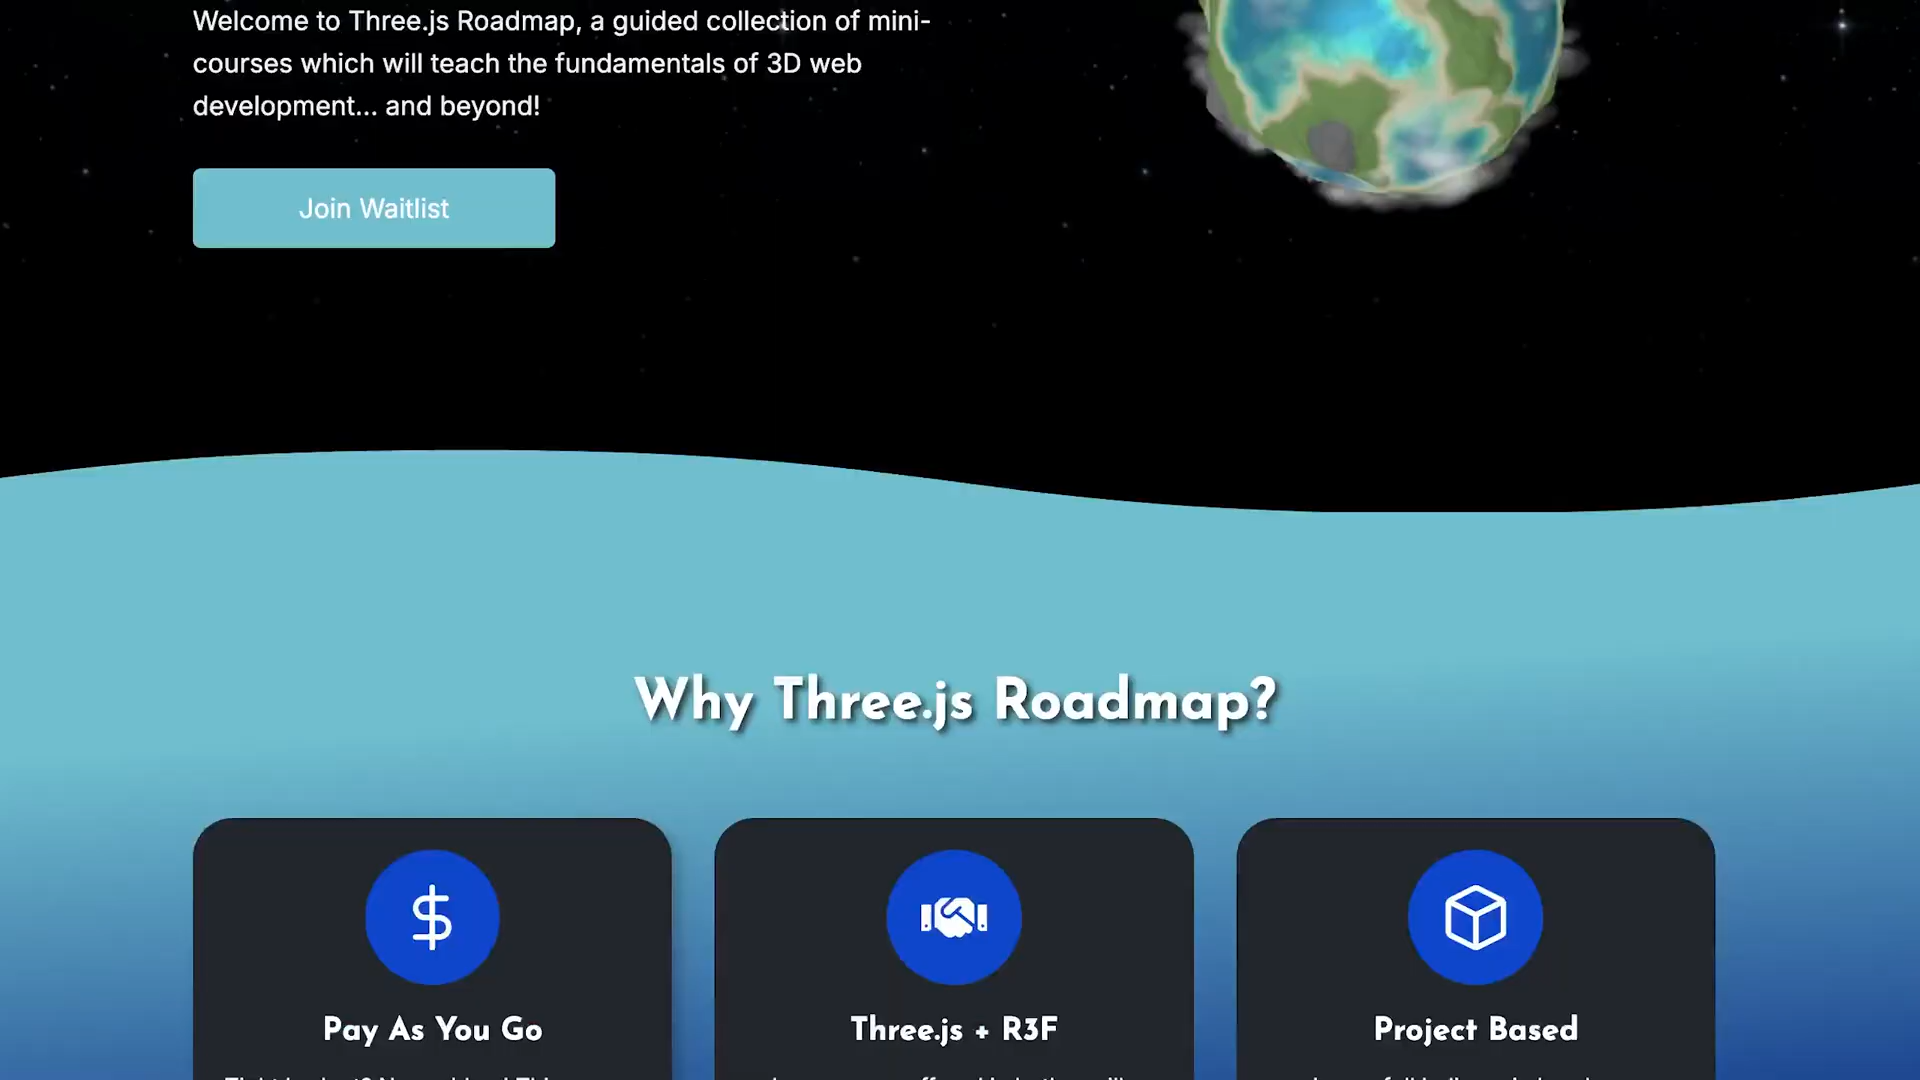 Welcome to Three.js Roadmap, a guided collection of mini-
courses which will teach the fundamentals of 3D web
development... and beyond!
Join Waitlist
Why Three.js Roadmap?
Pay As You Go
Three.js + R3F
Project Based